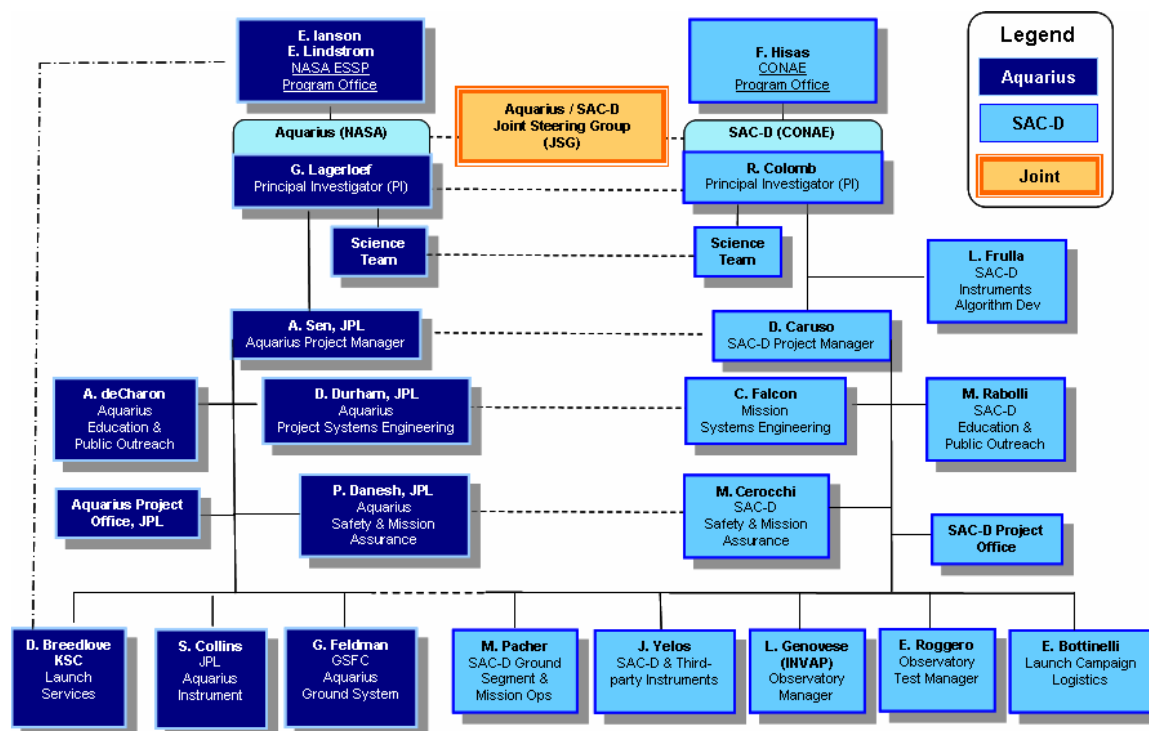 E. Ianson
E. Lindstrom
NASA ESSP
Program Office
F. Hisas
CONAE
Program Office
Legend
Aquarius
SAC-D
Joint
Aquarius / SAC-D
Joint Steering Group
(JSG)
Aquarius (NASA)
SAC-D (CONAE)
G. Lagerloef
Principal Investigator (PI)
R. Colomb
Principal Investigator (PI)
Science
Team
Science
Team
L. Frulla
SAC-D
Instruments
Algorithm Dev
A. Sen, JPL
Aquarius Project Manager
D. Caruso
SAC-D Project Manager
A. deCharon
Aquarius
Education &
Public Outreach
D. Durham, JPL
Aquarius
Project Systems Engineering
C. Falcon
Mission
Systems Engineering
M. Rabolli
SAC-D
Education &
Public Outreach
Aquarius Project
Office, JPL
P. Danesh, JPL
Aquarius
Safety & Mission
Assurance
M. Cerocchi
SAC-D
Safety & Mission
Assurance
SAC-D Project
Office
D. Breedlove
KSC
Launch
Services
S. Collins
JPL
Aquarius
Instrument
G. Feldman
GSFC
Aquarius
Ground System
M. Pacher
SAC-D Ground
Segment &
Mission Ops
J. Yelos
SAC-D & Third-
party Instruments
L. Genovese
(INVAP)
Observatory
Manager
E. Roggero
Observatory
Test Manager
E. Bottinelli
Launch Campaign
Logistics